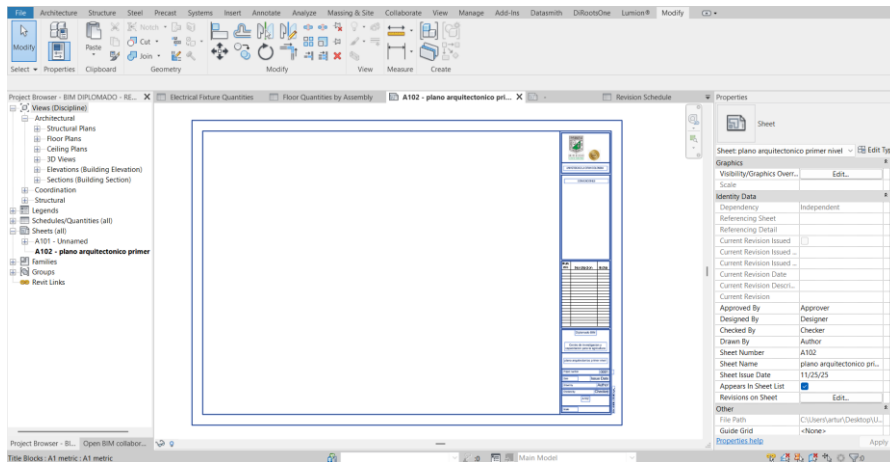 File Architecture Structure Steel Precast Systems Insert Annotate Analyze Massing & Site Collaborate View Manage Add-Ins Datasmith DiRootsOne Lumion® Modify
Modify
Paste
Notch
Cut
Join
Select Properties Clipboard Geometry Modify View Measure Create
Project Browser - BIM DIPLOMADO - RE...
Electrical Fixture Quantities
Floor Quantities by Assembly
A102 - plano arquitectonico pri...
-
Revision Schedule
Views (Discipline)
Architectural
Structural Plans
Floor Plans
Ceiling Plans
3D Views
Elevations (Building Elevation)
Sections (Building Section)
Coordination
Structural
Legends
Schedules/Quantities (all)
Sheets (all)
A101 - Unnamed
A102 - plano arquitectonico primer
Families
Groups
Revit Links
Project Browser - BI... Open BIM collabor...
Title Blocks : A1 metric : A1 metric
Main Model
Properties
Sheet
Sheet: plano arquitectonico primer nivel Edit Ty
Graphics
Visibility/Graphics Overr... Edit...
Scale
Identity Data
Dependency Independent
Referencing Sheet
Referencing Detail
Current Revision Issued
Current Revision Issued ...
Current Revision Issued ...
Current Revision Date
Current Revision Descri...
Current Revision
Approved By Approver
Designed By Designer
Checked By Checker
Drawn By Author
Sheet Number A102
Sheet Name plano arquitectonico pri...
Sheet Issue Date 11/25/25
Appears In Sheet List
Revisions on Sheet Edit...
Other
File Path C:\Users\artur\Desktop\U...
Guide Grid <None>
Properties help Apply